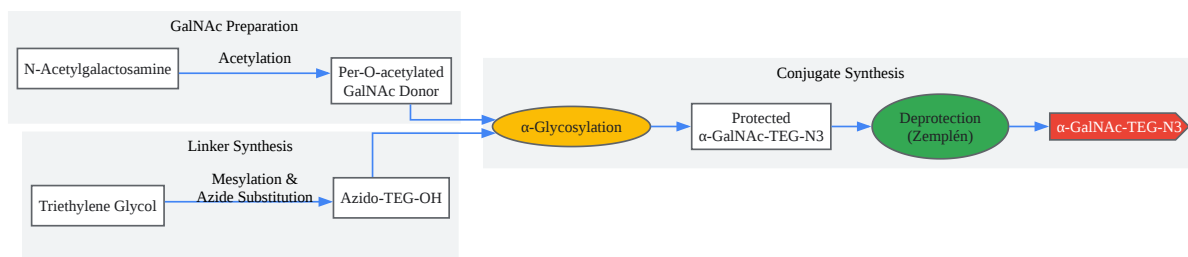 GalNAc Preparation
N-Acetylgalactosamine
Acetylation
Per-O-acetylated
GalNAc Donor
Linker Synthesis
Triethylene Glycol
Mesylation &
Azide Substitution
Azido-TEG-OH
Conjugate Synthesis
α-Glycosylation
Protected
α-GalNAc-TEG-N3
Deprotection
(Zemplén)
α-GalNAc-TEG-N3